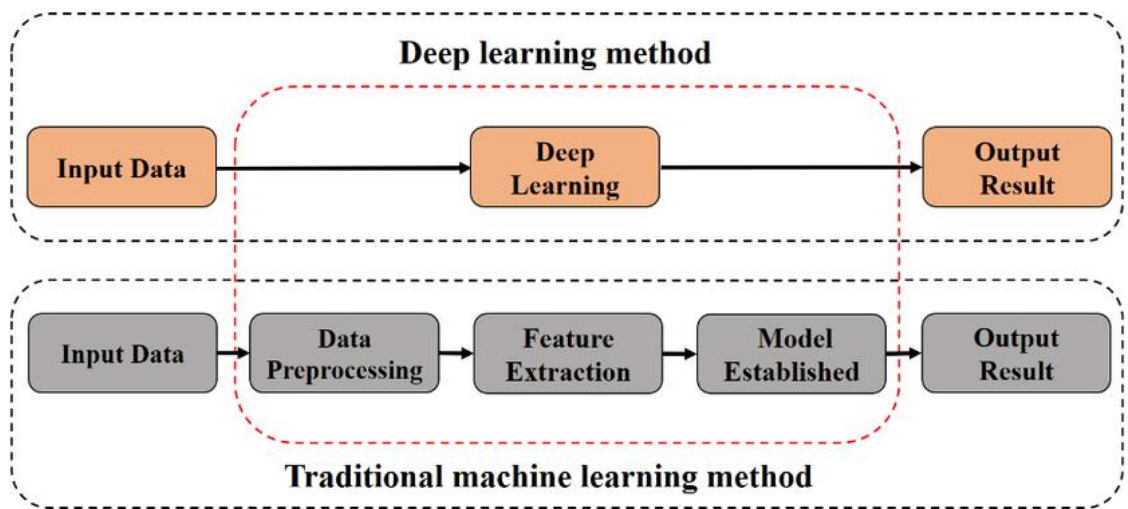 Deep learning method
Input Data
Deep
Learning
Output
Result
Input Data
Data
Preprocessing
Feature
Extraction
Model
Established
Output
Result
Traditional machine learning method